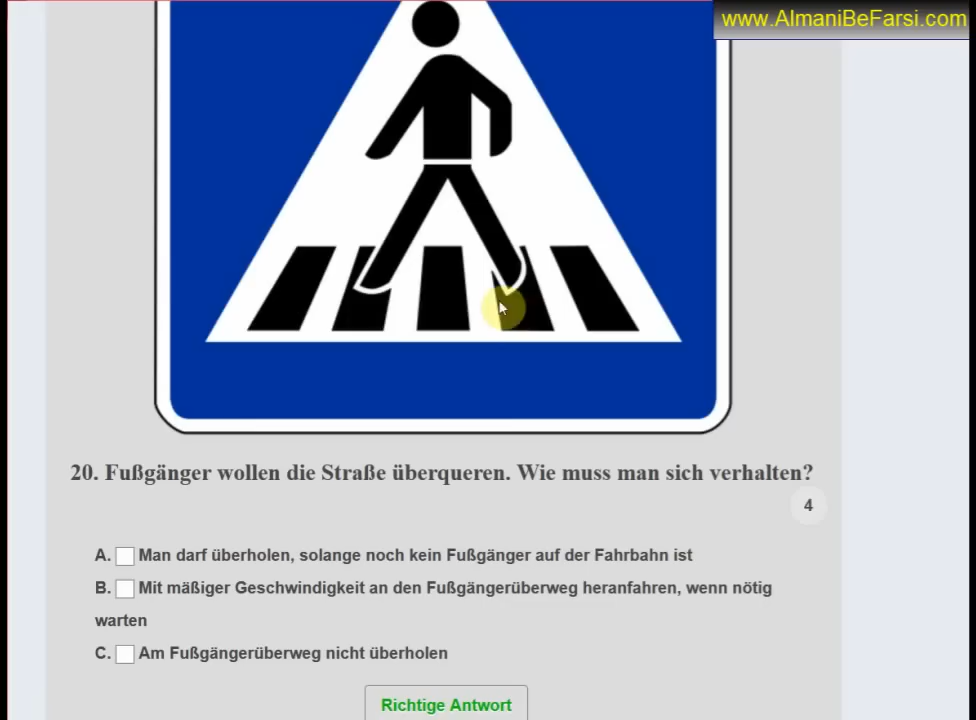 www.AlmaniBeFarsi.com
20. Fußgänger wollen die Straße überqueren. Wie muss man sich verhalten?
4
A. Man darf überholen, solange noch kein Fußgänger auf der Fahrbahn ist
B. Mit mäßiger Geschwindigkeit an den Fußgängerüberweg heranfahren, wenn nötig
warten
C. Am Fußgängerüberweg nicht überholen
Richtige Antwort